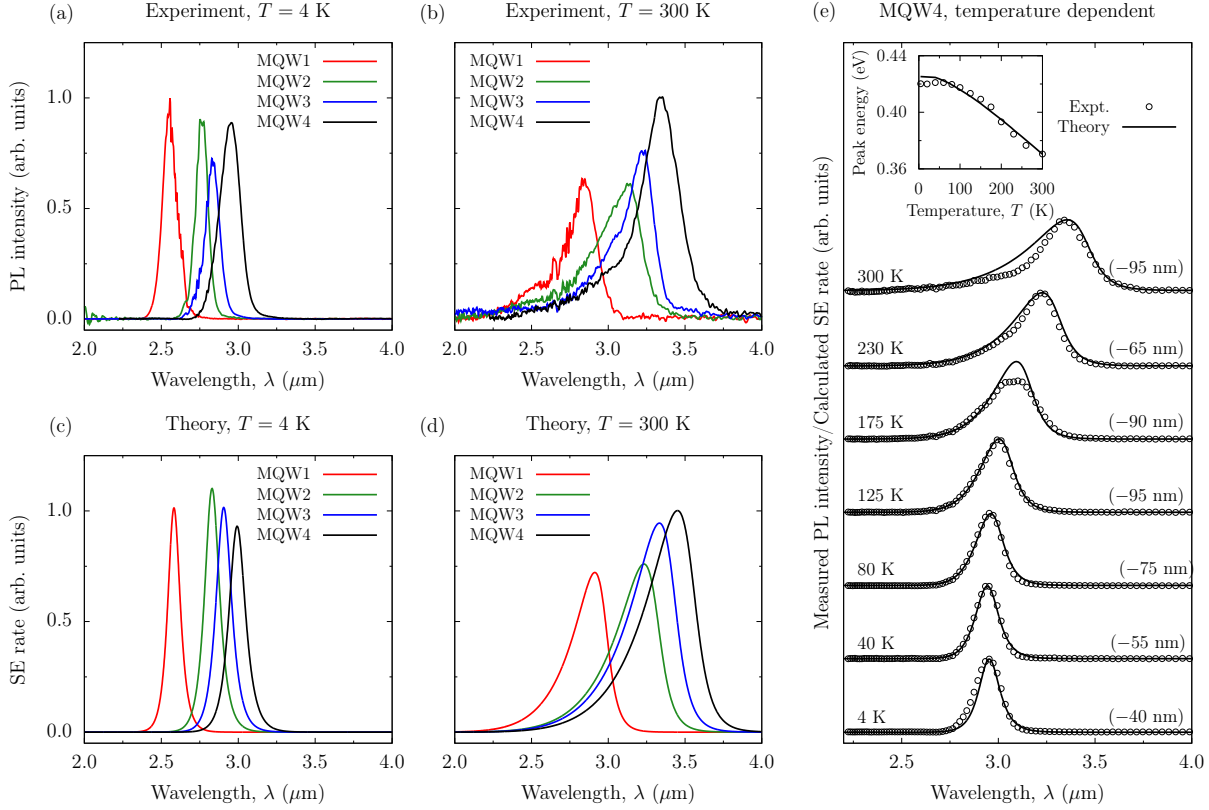 (a) Experiment, T = 4 K
PL intensity (arb. units)
1.0
0.5
0.0
MQW1
MQW2
MQW3
MQW4
2.0 2.5 3.0 3.5 4.0
Wavelength, λ (μm)
(b) Experiment, T = 300 K
MQW1
MQW2
MQW3
MQW4
2.0 2.5 3.0 3.5 4.0
Wavelength, λ (μm)
(c) Theory, T = 4 K
SE rate (arb. units)
1.0
0.5
0.0
MQW1
MQW2
MQW3
MQW4
2.0 2.5 3.0 3.5 4.0
Wavelength, λ (μm)
(d) Theory, T = 300 K
MQW1
MQW2
MQW3
MQW4
2.0 2.5 3.0 3.5 4.0
Wavelength, λ (μm)
(e) MQW4, temperature dependent
Measured PL intensity/Calculated SE rate (arb. units)
Peak energy (eV)
0.44
0.40
0.36
0 100 200 300
Temperature, T (K)
Expt.
Theory
300 K (−95 nm)
230 K (−65 nm)
175 K (−90 nm)
125 K (−95 nm)
80 K (−75 nm)
40 K (−55 nm)
4 K (−40 nm)
2.5 3.0 3.5 4.0
Wavelength, λ (μm)